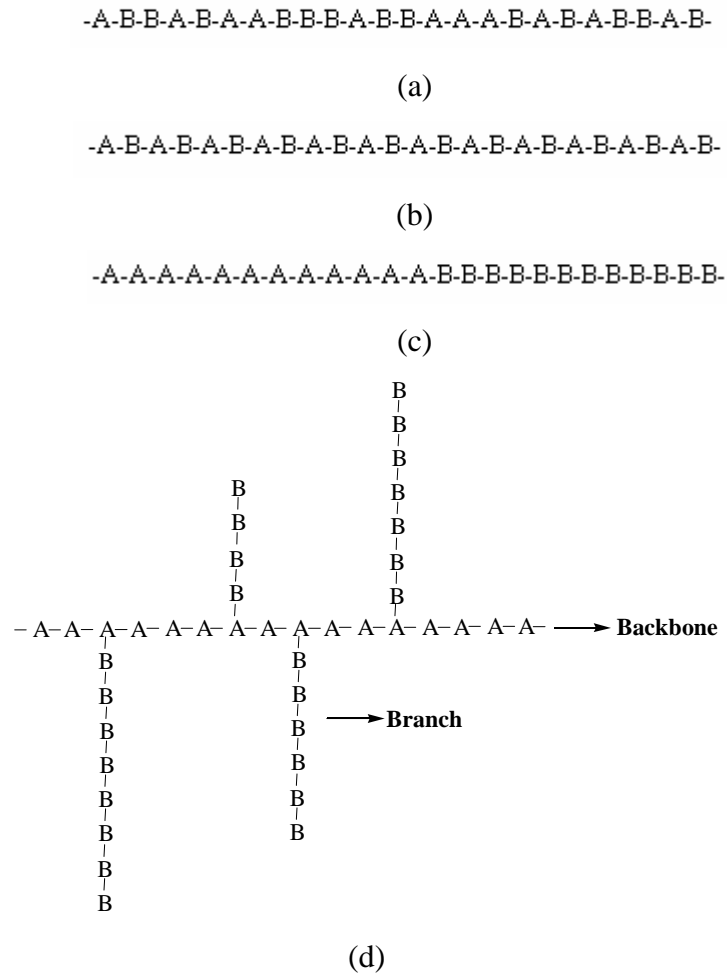 -A-B-B-A-B-A-A-B-B-B-A-B-B-A-A-A-B-A-B-A-B-B-A-B-
(a)
-A-B-A-B-A-B-A-B-A-B-A-B-A-B-A-B-A-B-A-B-A-B-A-B-
(b)
-A-A-A-A-A-A-A-A-A-A-A-A-B-B-B-B-B-B-B-B-B-B-B-B-
(c)
B
B
B
B B
B B
B B
B B
- A- A- A- A- A- A- A- A- A- A- A- A- A- A- A- A- Backbone
B B
B B
B B Branch
B B
B B
B B
B
B
(d)